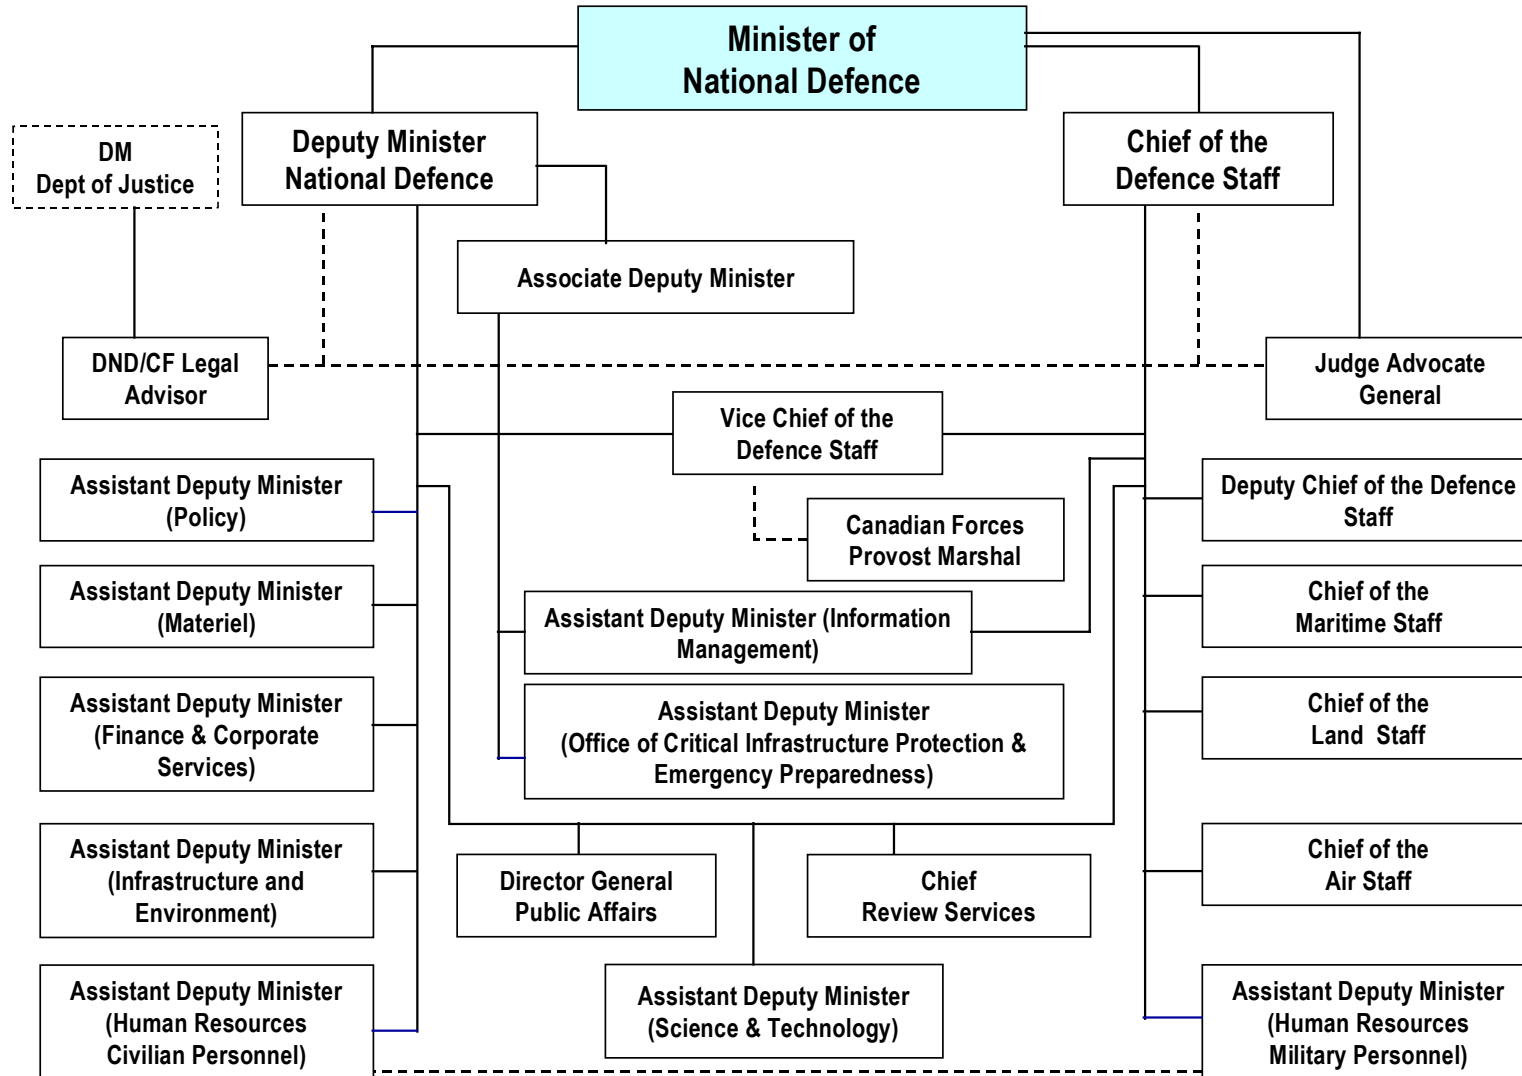 Minister of
National Defence
DM
Dept of Justice
Deputy Minister
National Defence
Chief of the
Defence Staff
Associate Deputy Minister
DND/CF Legal
Advisor
Judge Advocate
General
Vice Chief of the
Defence Staff
Assistant Deputy Minister
(Policy)
Canadian Forces
Provost Marshal
Deputy Chief of the Defence
Staff
Assistant Deputy Minister
(Materiel)
Assistant Deputy Minister (Information
Management)
Chief of the
Maritime Staff
Assistant Deputy Minister
(Finance & Corporate
Services)
Assistant Deputy Minister
(Office of Critical Infrastructure Protection &
Emergency Preparedness)
Chief of the
Land Staff
Assistant Deputy Minister
(Infrastructure and
Environment)
Director General
Public Affairs
Chief
Review Services
Chief of the
Air Staff
Assistant Deputy Minister
(Human Resources
Civilian Personnel)
Assistant Deputy Minister
(Science & Technology)
Assistant Deputy Minister
(Human Resources
Military Personnel)